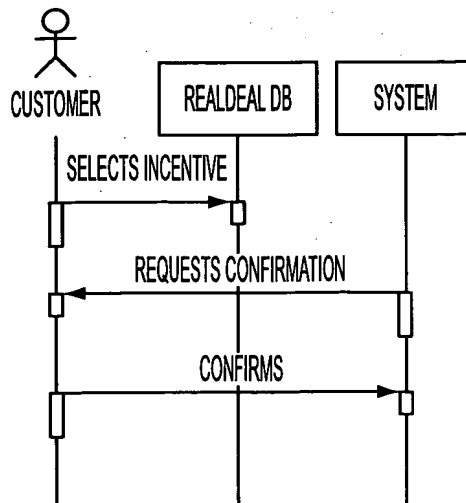 CUSTOMER
REALDEAL DB
SYSTEM
SELECTS INCENTIVE
REQUESTS CONFIRMATION
CONFIRMS